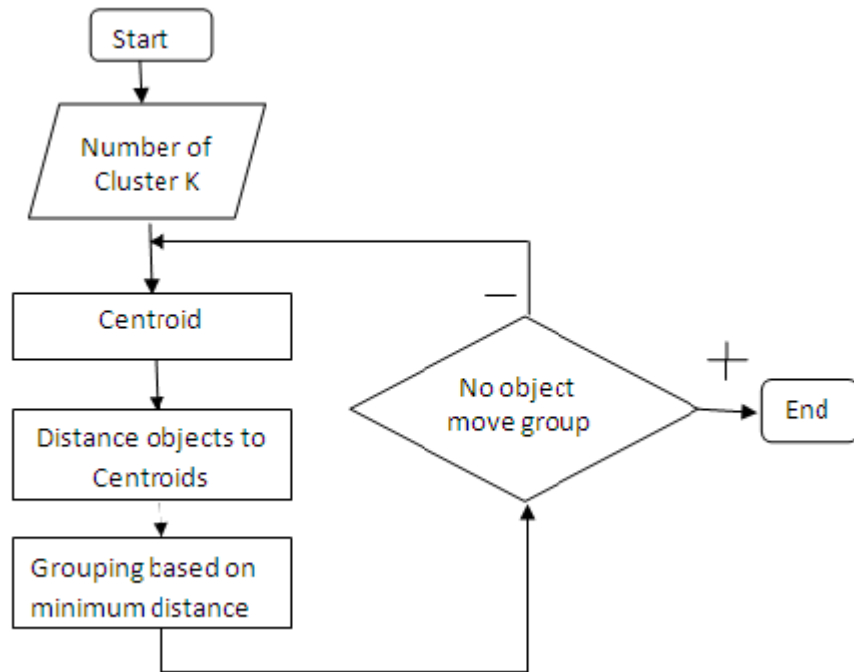 Start
Number of
Cluster K
Centroid
Distance objects to
Centroids
Grouping based on
minimum distance
No object
move group
—
+
End